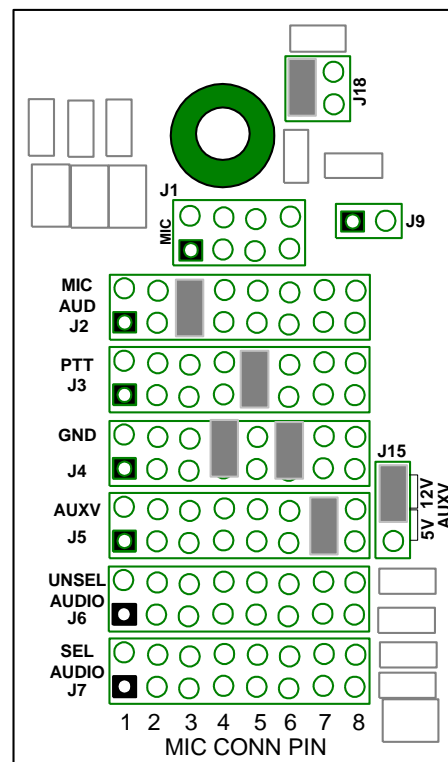 J18
J1
MIC
J9
MIC
AUD
J2
PTT
J3
GND
J4
J15
12V
5V
AUXV
AUXV
J5
UNSEL
AUDIO
J6
SEL
AUDIO
J7
1 2 3 4 5 6 7 8
MIC CONN PIN